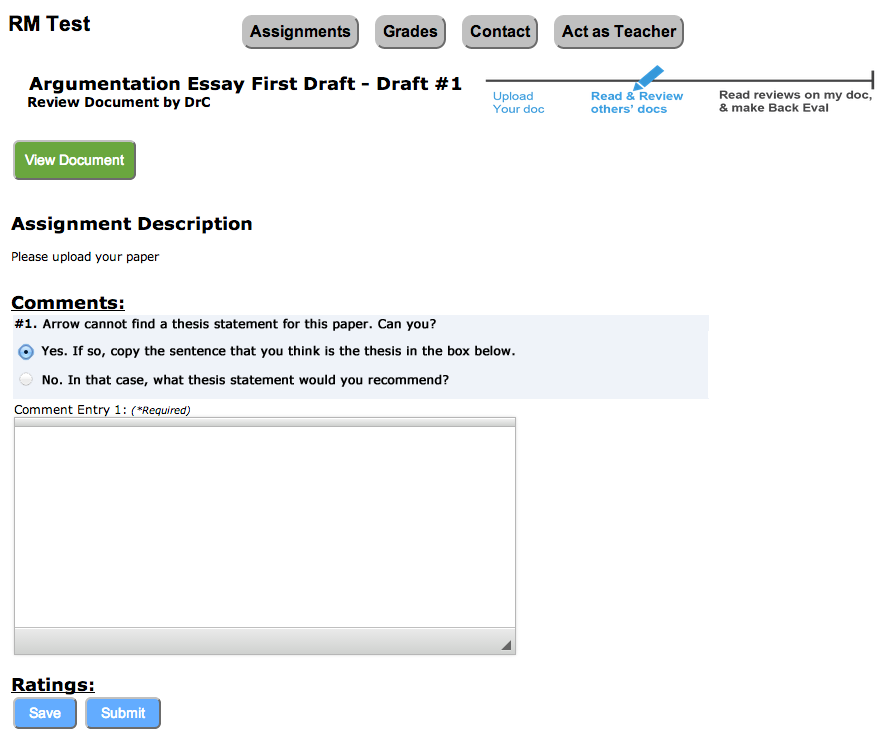 RM Test
Assignments
Grades
Contact
Act as Teacher
Argumentation Essay First Draft - Draft #1
Review Document by DrC
Upload
Your doc
Read & Review
others' docs
Read reviews on my doc,
& make Back Eval
View Document
Assignment Description
Please upload your paper
Comments:
#1. Arrow cannot find a thesis statement for this paper. Can you?
Yes. If so, copy the sentence that you think is the thesis in the box below.
No. In that case, what thesis statement would you recommend?
Comment Entry 1: (*Required)
Ratings:
Save
Submit